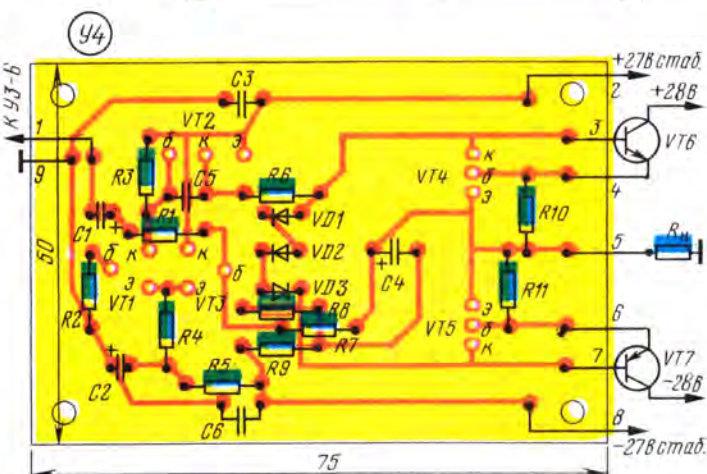 У4
К УЗ-Б
+27В стаб.
+28В
1
2
3
4
5
6
7
8
9
C3
VT2
б к э
R3
C5
R6
VT4
к
б
э
VT6
C1
+
R1
VD1
R10
Rн
50
б
к
к
VD2
б
+
C4
R2
э
э
VT1
VT3
VD3
R8
э
б
к
VT5
R11
R4
R7
+
C2
R5
R9
C6
VT7
-28В
-27В стаб.
75